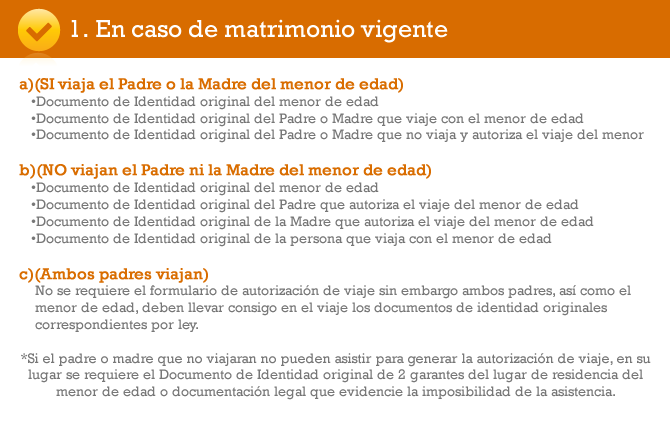 1. En caso de matrimonio vigente
a)(SI viaja el Padre o la Madre del menor de edad)
•Documento de Identidad original del menor de edad
•Documento de Identidad original del Padre o Madre que viaje con el menor de edad
•Documento de Identidad original del Padre o Madre que no viaja y autoriza el viaje del menor
b)(NO viajan el Padre ni la Madre del menor de edad)
•Documento de Identidad original del menor de edad
•Documento de Identidad original del Padre que autoriza el viaje del menor de edad
•Documento de Identidad original de la Madre que autoriza el viaje del menor de edad
•Documento de Identidad original de la persona que viaja con el menor de edad
c)(Ambos padres viajan)
No se requiere el formulario de autorización de viaje sin embargo ambos padres, así como el
menor de edad, deben llevar consigo en el viaje los documentos de identidad originales
correspondientes por ley.
*Si el padre o madre que no viajaran no pueden asistir para generar la autorización de viaje, en su
lugar se requiere el Documento de Identidad original de 2 garantes del lugar de residencia del
menor de edad o documentación legal que evidencie la imposibilidad de la asistencia.